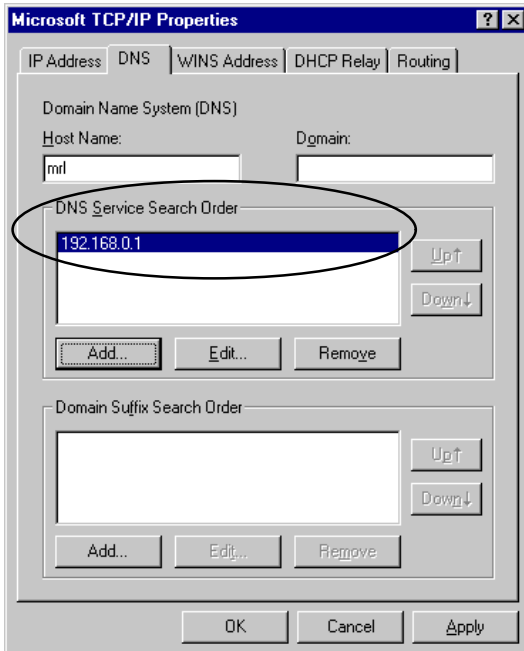 Microsoft TCP/IP Properties ? ×
IP Address DNS WINS Address DHCP Relay Routing
Domain Name System (DNS)
Host Name: Domain:
mrl
DNS Service Search Order
192.168.0.1
Up↑
Down↓
Add... Edit... Remove
Domain Suffix Search Order
Up↑
Down↓
Add... Edit... Remove
OK Cancel Apply